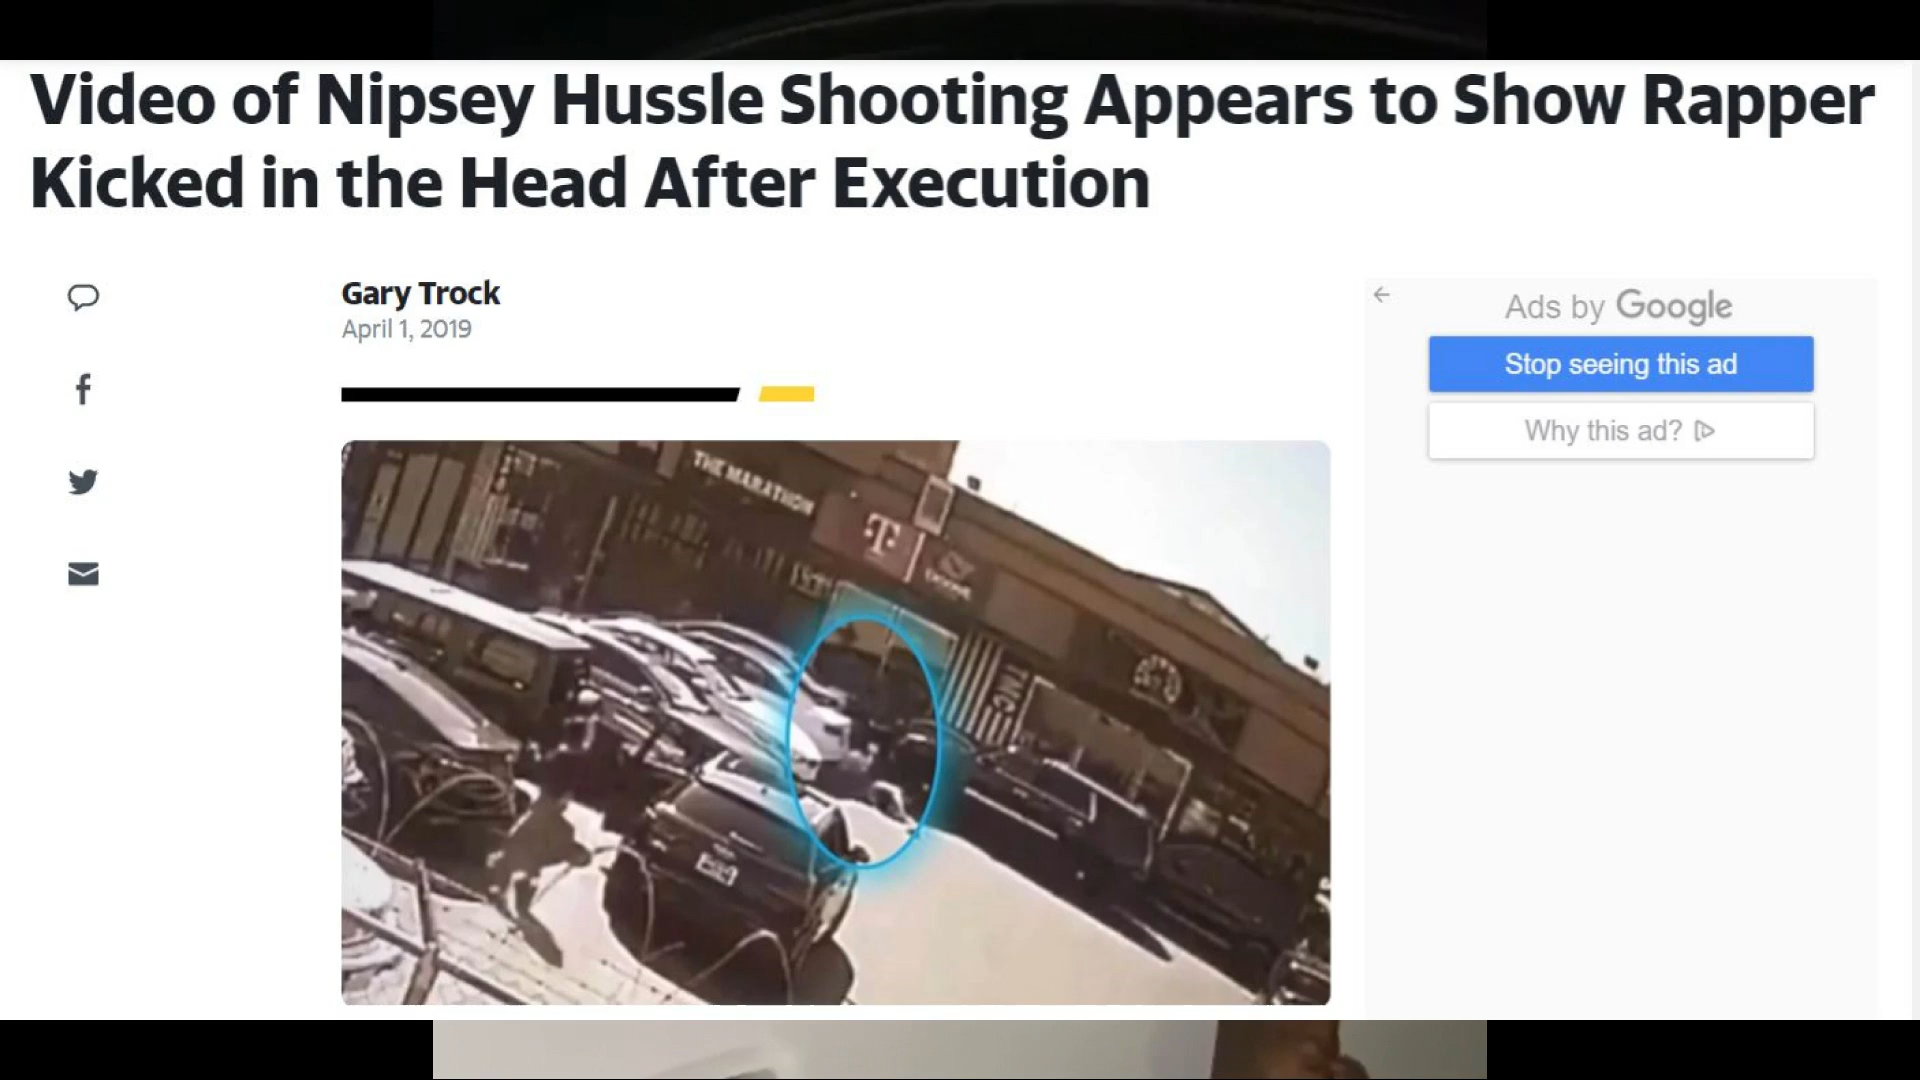 Video of Nipsey Hussle Shooting Appears to Show Rapper
Kicked in the Head After Execution
Gary Trock
April 1, 2019
Ads by Google
Stop seeing this ad
Why this ad?
THE MARATHON
T
TMC